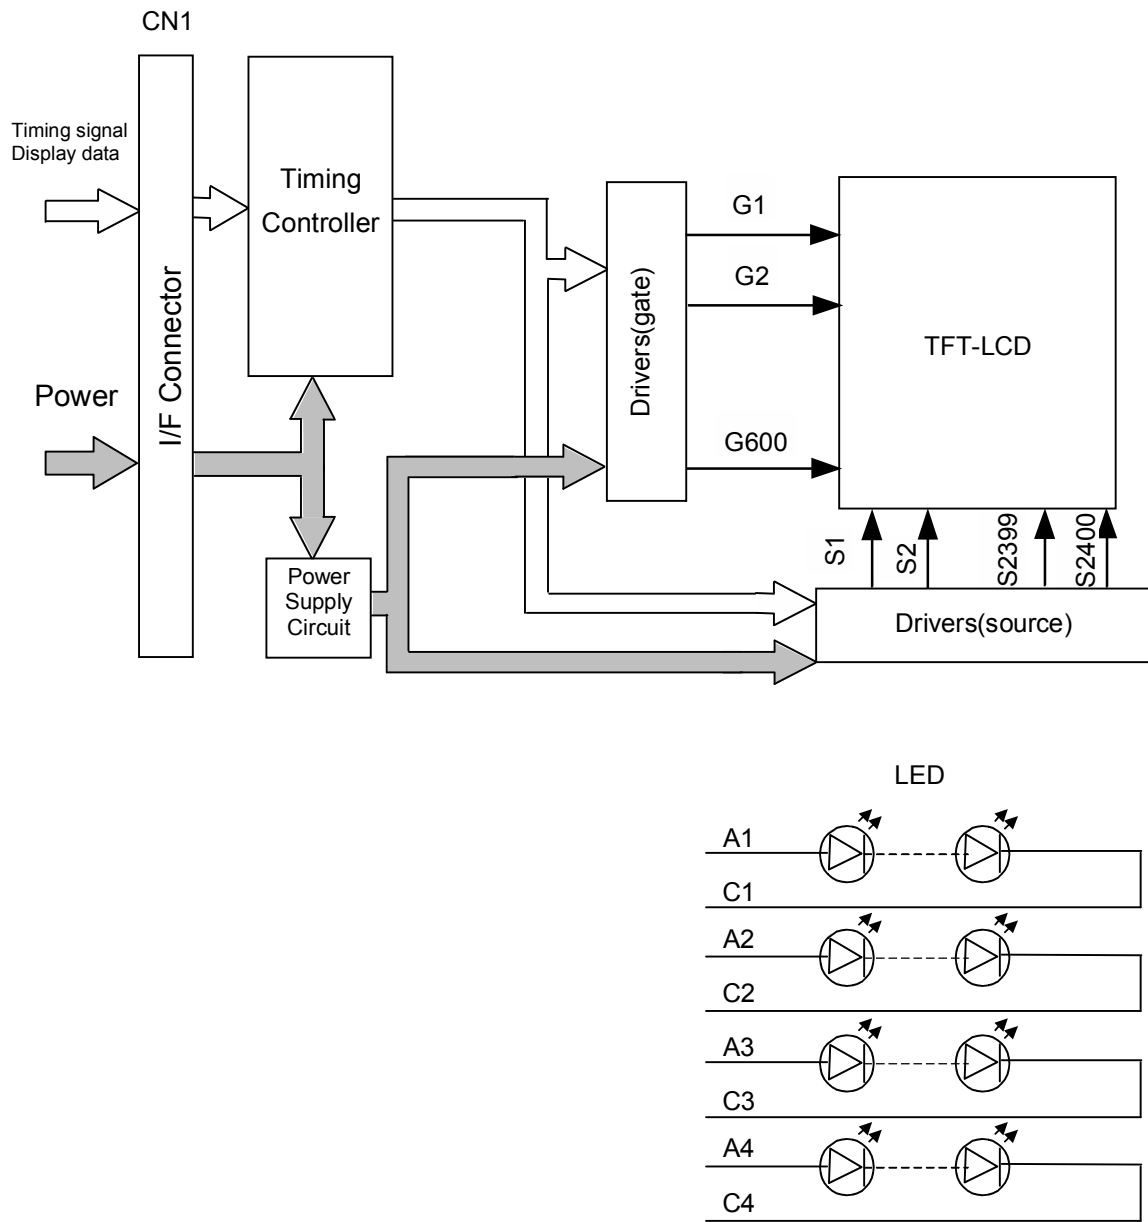 CN1
Timing signal
Display data
Power
I/F Connector
Timing
Controller
Power
Supply
Circuit
Drivers(gate)
G1
G2
G600
TFT-LCD
S1
S2
S2399
S2400
Drivers(source)
LED
A1
C1
A2
C2
A3
C3
A4
C4